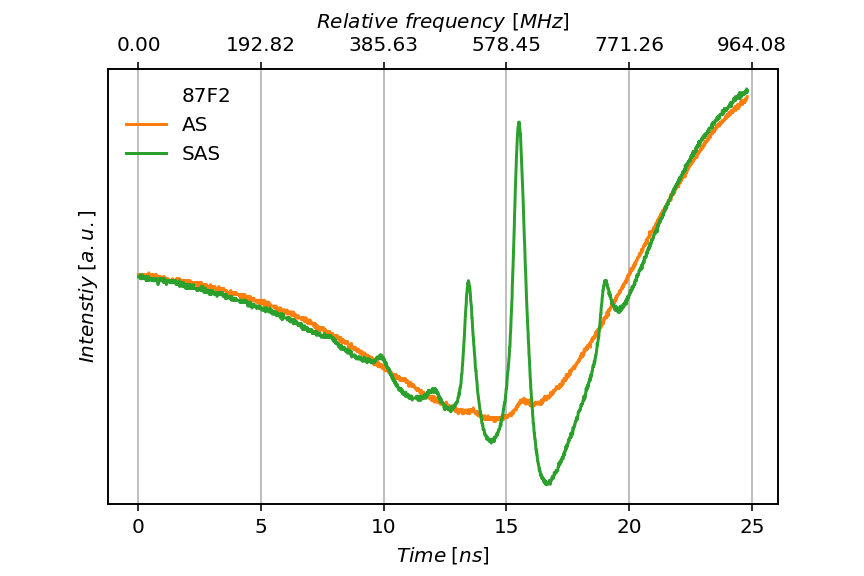 Relative frequency [MHz]
0.00 192.82 385.63 578.45 771.26 964.08
87F2
AS
SAS
Intenstiy [a.u.]
0 5 10 15 20 25
Time [ns]